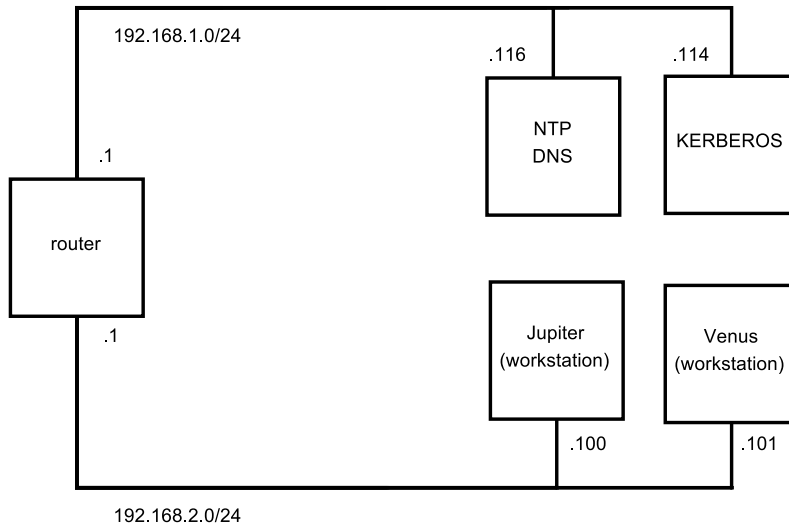 192.168.1.0/24
.116
.114
NTP
DNS
KERBEROS
.1
router
.1
Jupiter
(workstation)
Venus
(workstation)
.100
.101
192.168.2.0/24